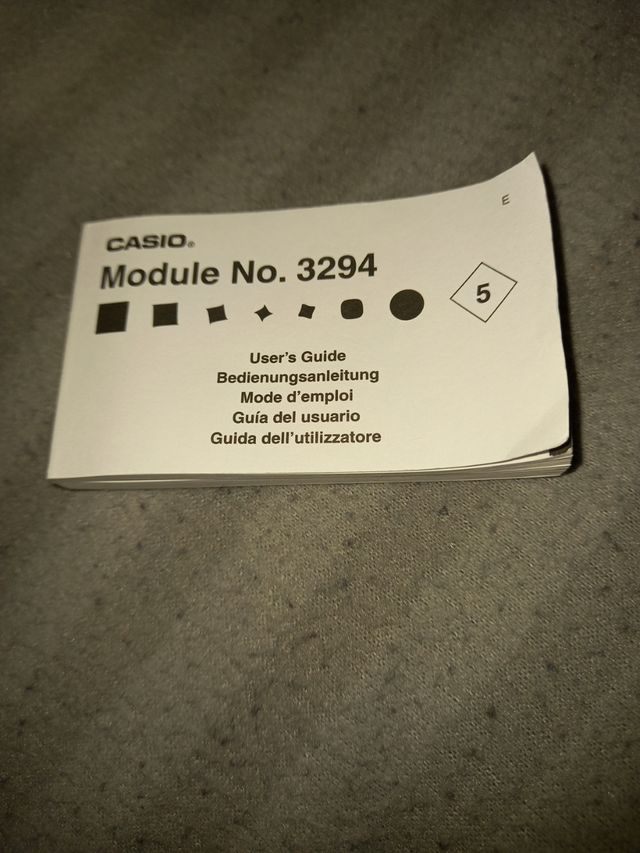 E
CASIO®
Module No. 3294
5
User's Guide
Bedienungsanleitung
Mode d'emploi
Guía del usuario
Guida dell'utilizzatore